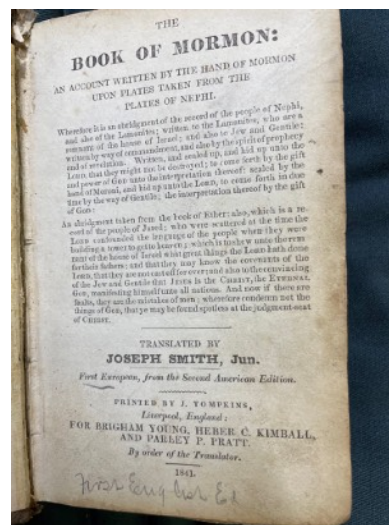 THE
BOOK OF MORMON:
AN ACCOUNT WRITTEN BY THE HAND OF MORMON
UPON PLATES TAKEN FROM THE
PLATES OF NEPHI.
Wherefore it is an abridgment of the record of the people of Nephi,
and also of the Lamanites; written to the Lamanites, who are a
remnant of the house of Israel; and also to Jew and Gentile:
written by way of commandment, and also by the spirit of prophecy
and of revelation. Written, and sealed up, and hid up unto the
LORD, that they might not be destroyed; to come forth by the gift
and power of GOD unto the interpretation thereof: sealed by the
hand of Moroni, and hid up unto the LORD, to come forth in due
time by the way of Gentile; the interpretation thereof by the gift
of GOD:
An abridgment taken from the book of Ether: also, which is a re-
cord of the people of Jared; who were scattered at the time the
LORD confounded the language of the people when they were
building a tower to get to heaven; which is to shew unto the rem-
nant of the house of Israel what great things the LORD hath done
for their fathers; and that they may know the covenants of the
LORD, that they are not cast off for ever; and also to the convincing
of the Jew and Gentile that JESUS is the CHRIST, the ETERNAL
GOD, manifesting himself unto all nations. And now if there are
faults, they are the mistakes of men; wherefore condemn not the
things of GOD, that ye may be found spotless at the judgment-seat
of CHRIST.
TRANSLATED BY
JOSEPH SMITH, Jun.
First European, from the Second American Edition.
PRINTED BY J. TOMPKINS,
Liverpool, England:
FOR BRIGHAM YOUNG, HEBER C. KIMBALL,
AND PARLEY P. PRATT.
By order of the Translator.
1841.
First English Ed